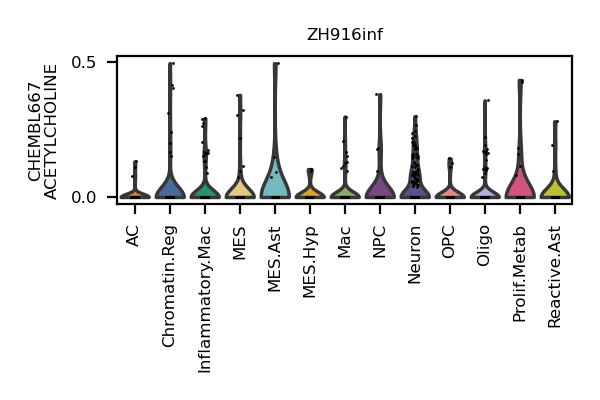 ZH916inf
CHEMBL667
ACETYLCHOLINE
0.5
0.0
AC
Chromatin.Reg
Inflammatory.Mac
MES
MES.Ast
MES.Hyp
Mac
NPC
Neuron
OPC
Oligo
Prolif.Metab
Reactive.Ast